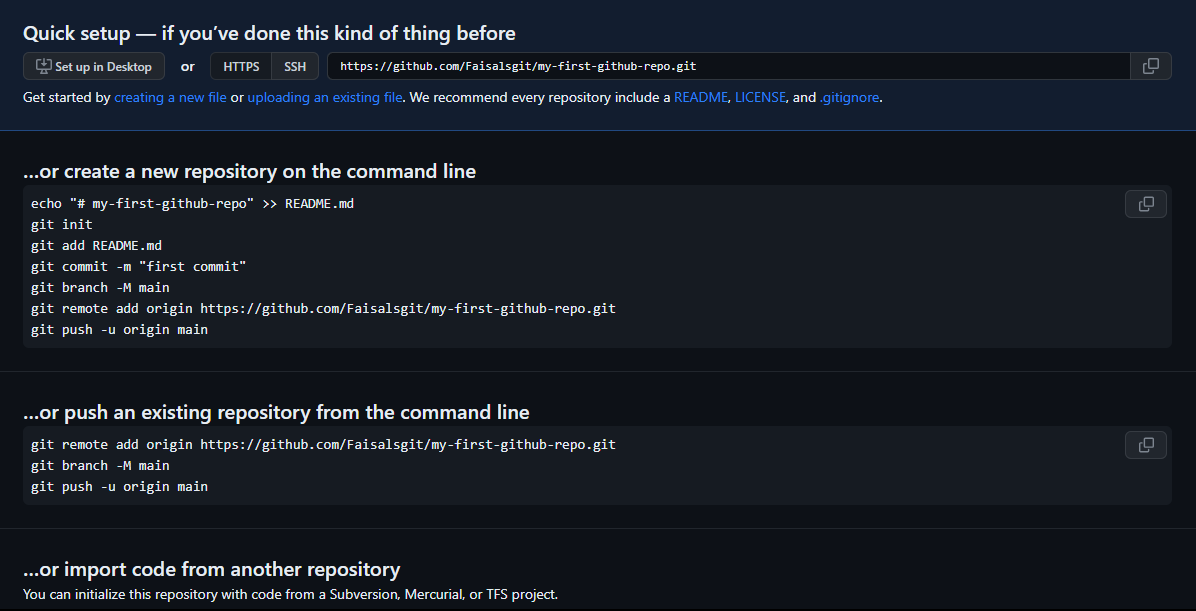 Quick setup — if you’ve done this kind of thing before
Set up in Desktop or HTTPS SSH https://github.com/Faisalsgit/my-first-github-repo.git
Get started by creating a new file or uploading an existing file. We recommend every repository include a README, LICENSE, and .gitignore.
…or create a new repository on the command line
echo "# my-first-github-repo" >> README.md
git init
git add README.md
git commit -m "first commit"
git branch -M main
git remote add origin https://github.com/Faisalsgit/my-first-github-repo.git
git push -u origin main
…or push an existing repository from the command line
git remote add origin https://github.com/Faisalsgit/my-first-github-repo.git
git branch -M main
git push -u origin main
…or import code from another repository
You can initialize this repository with code from a Subversion, Mercurial, or TFS project.